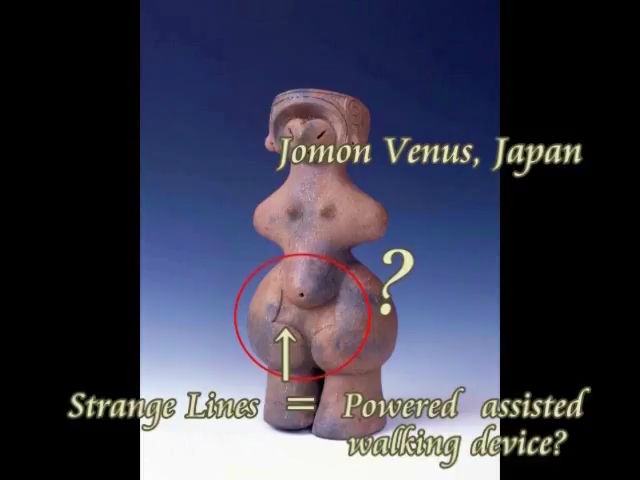 Jomon Venus, Japan
?
↑
Strange Lines = Powered assisted
walking device?